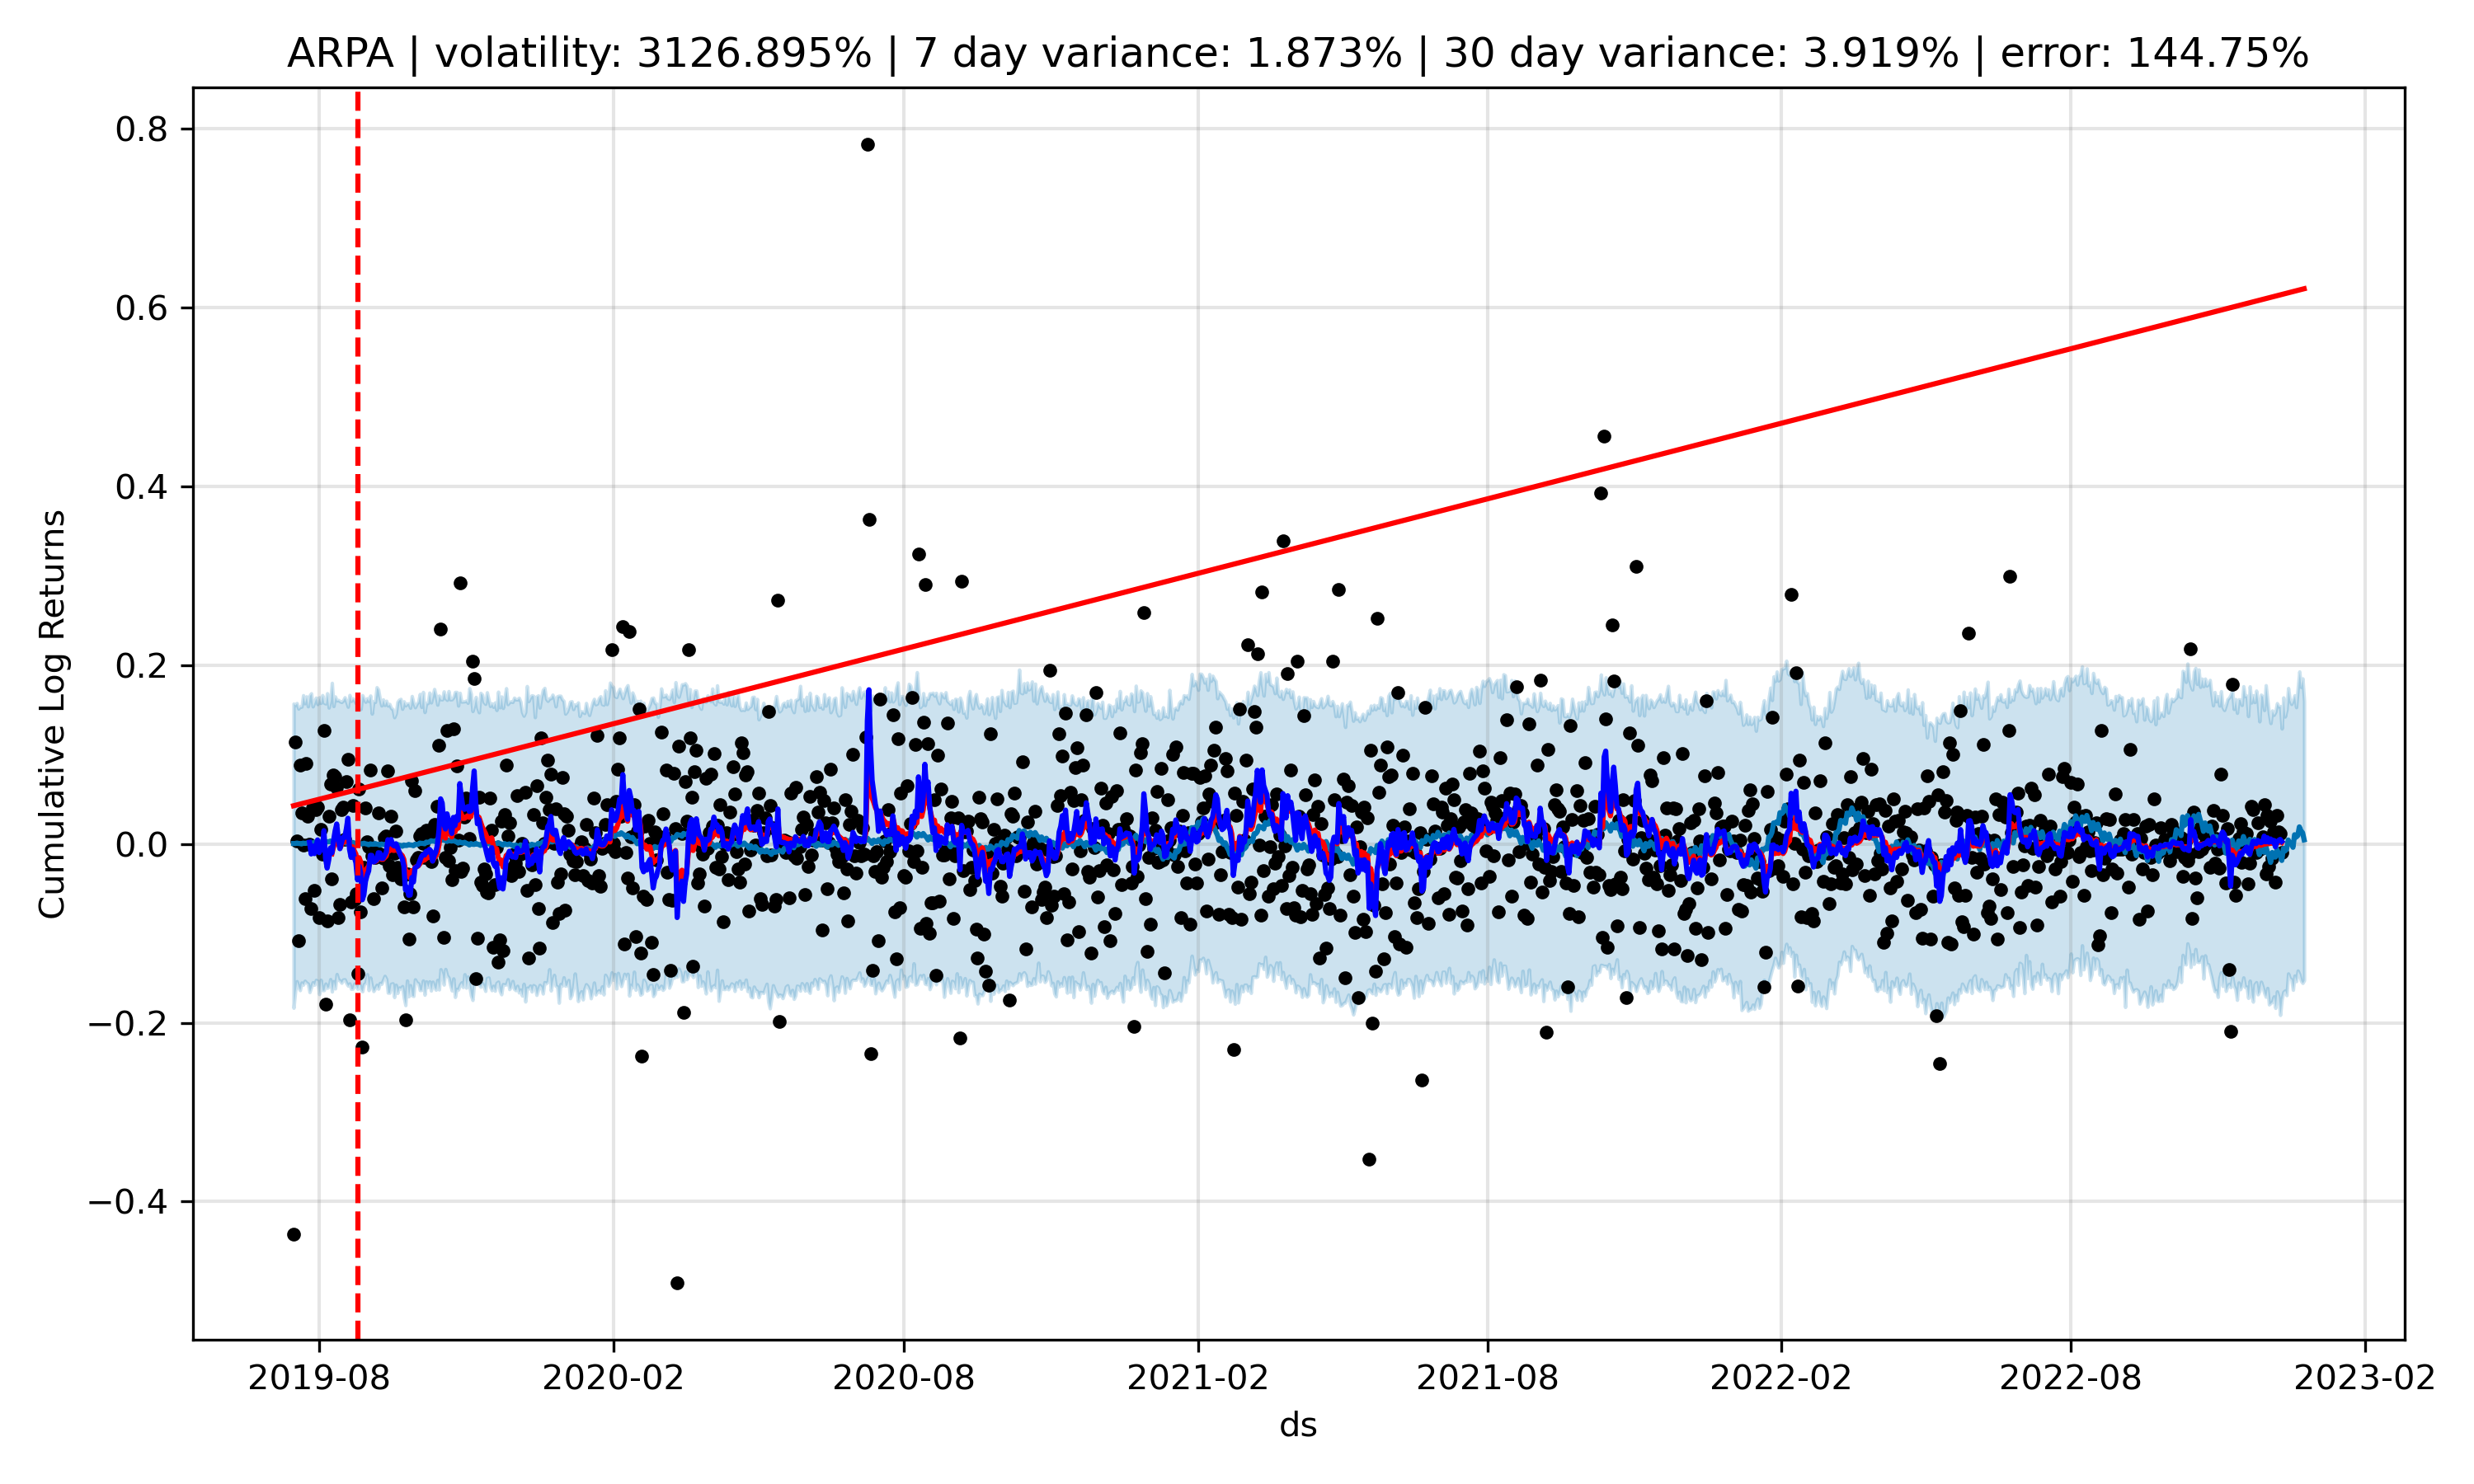 ARPA | volatility: 3126.895% | 7 day variance: 1.873% | 30 day variance: 3.919% | error: 144.75%
Cumulative Log Returns
0.8
0.6
0.4
0.2
0.0
−0.2
−0.4
2019-08 2020-02 2020-08 2021-02 2021-08 2022-02 2022-08 2023-02
ds